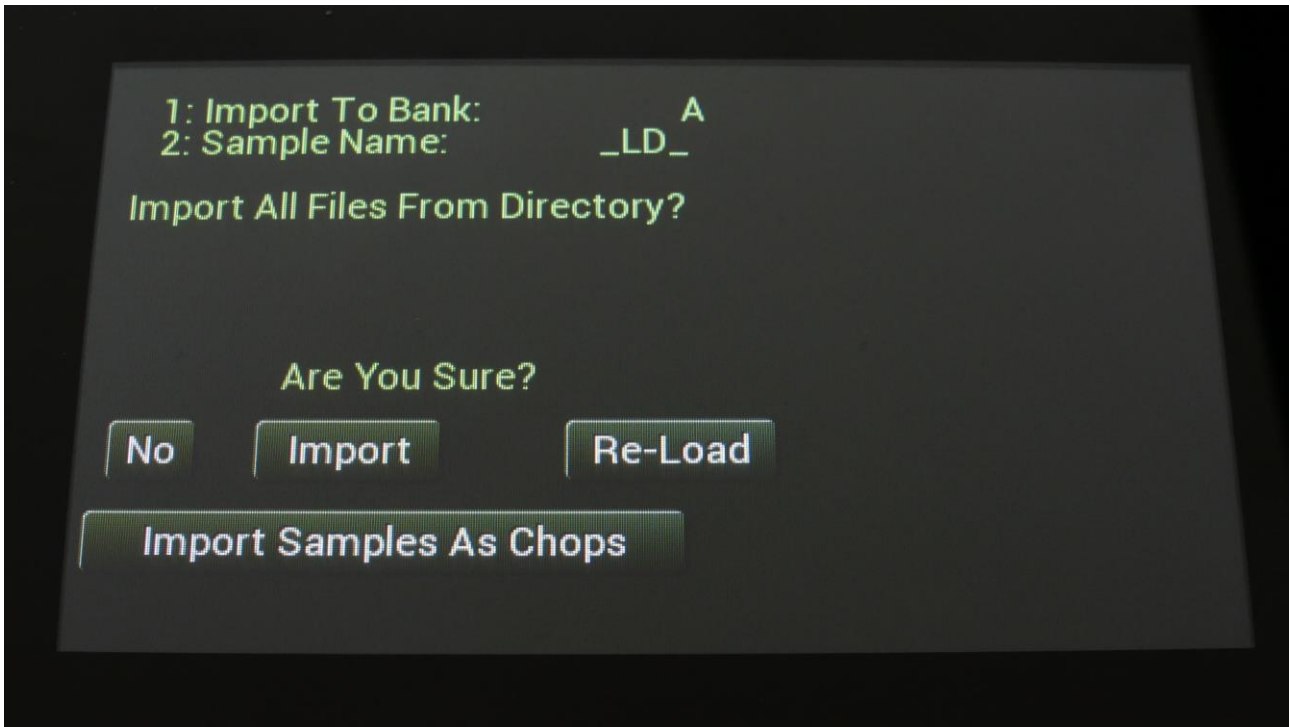 1: Import To Bank: A
2: Sample Name: _LD_
Import All Files From Directory?
Are You Sure?
No Import Re-Load
Import Samples As Chops